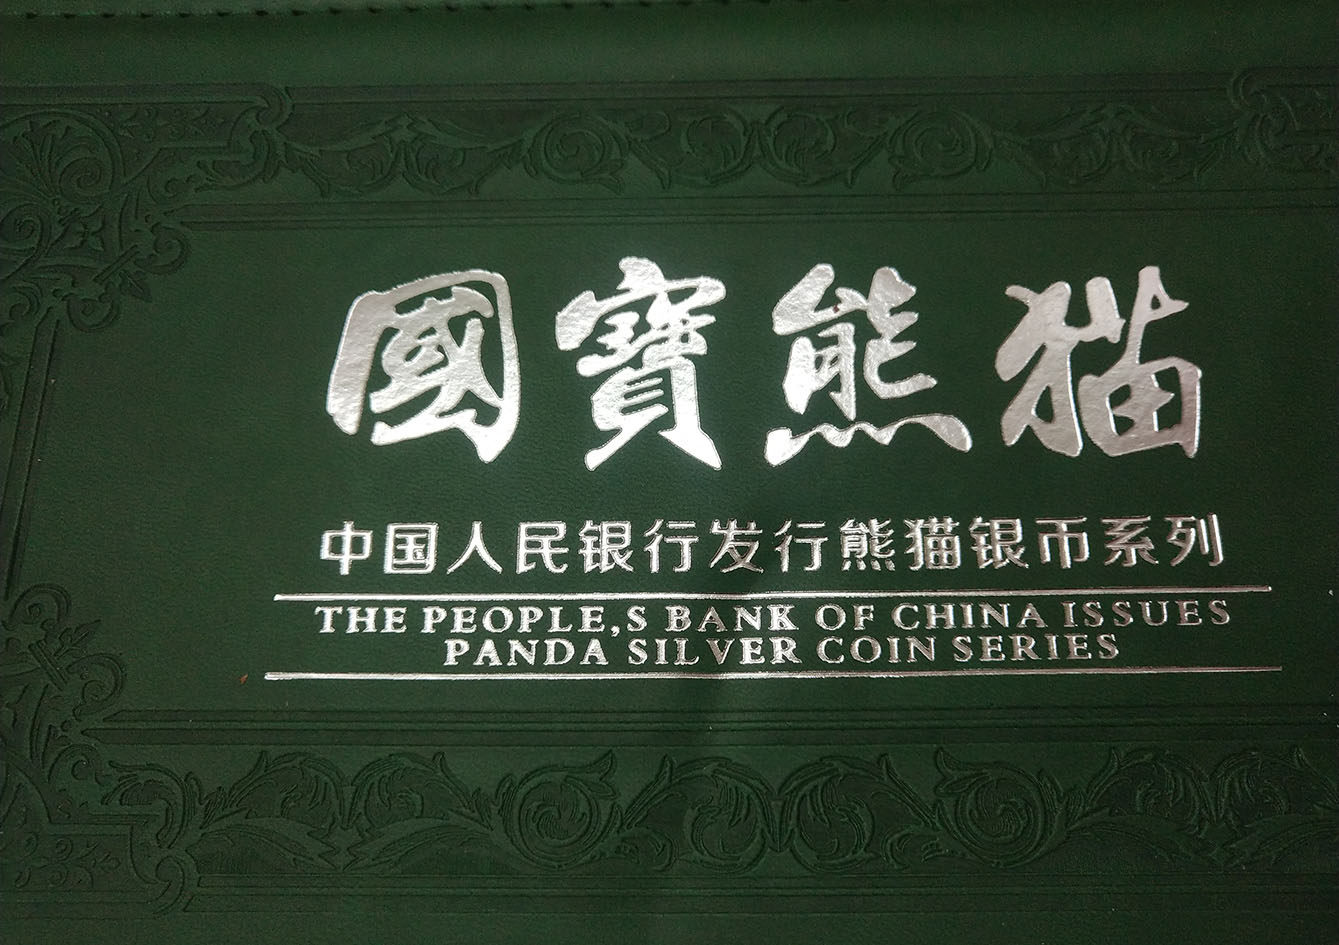 國寶熊猫
中国人民银行发行熊猫银币系列
THE PEOPLE,S BANK OF CHINA ISSUES
PANDA SILVER COIN SERIES